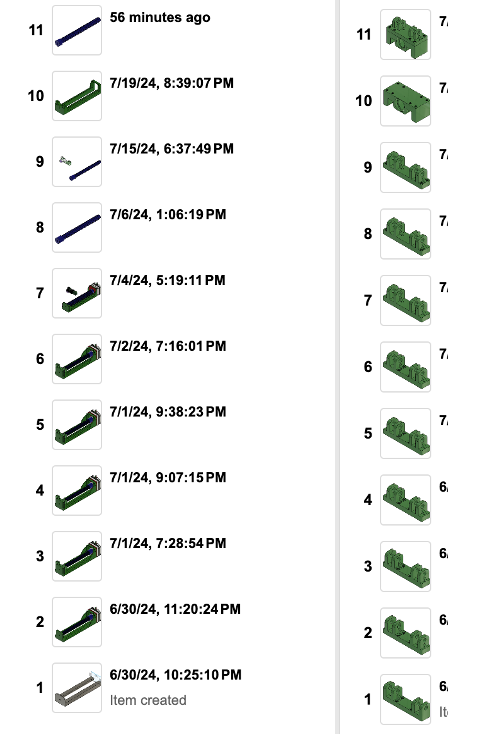 11
56 minutes ago
10
7/19/24, 8:39:07 PM
9
7/15/24, 6:37:49 PM
8
7/6/24, 1:06:19 PM
7
7/4/24, 5:19:11 PM
6
7/2/24, 7:16:01 PM
5
7/1/24, 9:38:23 PM
4
7/1/24, 9:07:15 PM
3
7/1/24, 7:28:54 PM
2
6/30/24, 11:20:24 PM
1
6/30/24, 10:25:10 PM
Item created
11
7/
10
7/
9
7/
8
7/
7
7/
6
7/
5
7/
4
6/
3
6/
2
6/
1
6/